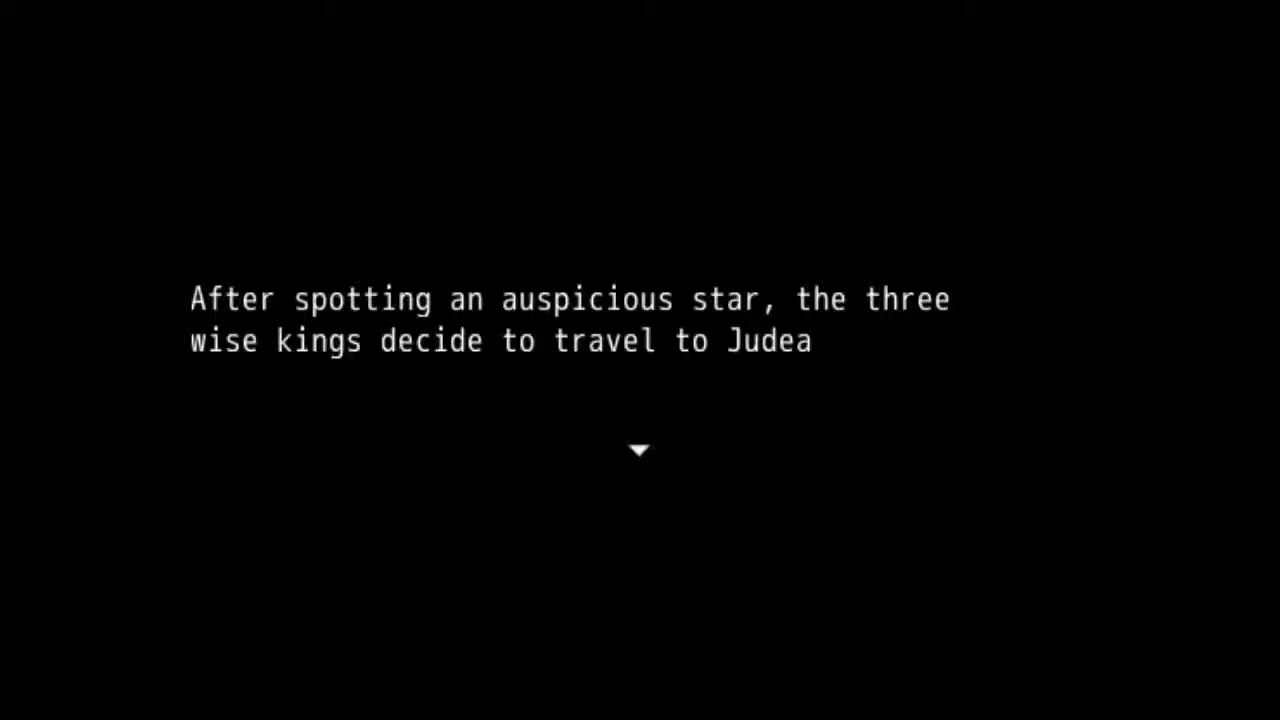 After spotting an auspicious star, the three
wise kings decide to travel to Judea